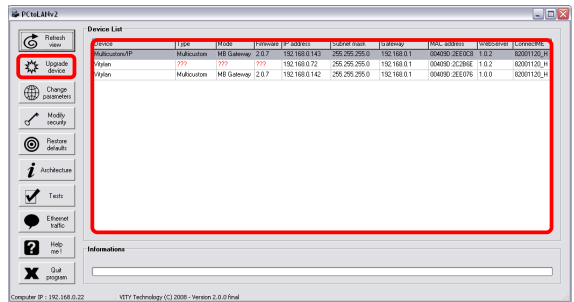 PCtoLANv2
Refresh view
Upgrade device
Change parameters
Modify security
Restore defaults
Architecture
Tests
Ethernet traffic
Help me !
Quit program
Device List
Device Type Mode Firmware IP address Subnet mask Gateway MAC address WebServer ConnectME
Multicustom/IP Multicustom MB Gateway 2.0.7 192.168.0.143 255.255.255.0 192.168.0.1 00409D:2EE0C8 1.0.2 82001120_H
Vitylan ??? ??? ??? 192.168.0.72 255.255.255.0 192.168.0.1 00409D:2C2B6E 1.0.2 82001120_H
Vitylan Multicustom MB Gateway 2.0.7 192.168.0.142 255.255.255.0 192.168.0.1 00409D:2EE076 1.0.0 82001120_H
Informations
Computer IP : 192.168.0.22 VITY Technology (C) 2008 - Version 2.0.0 final